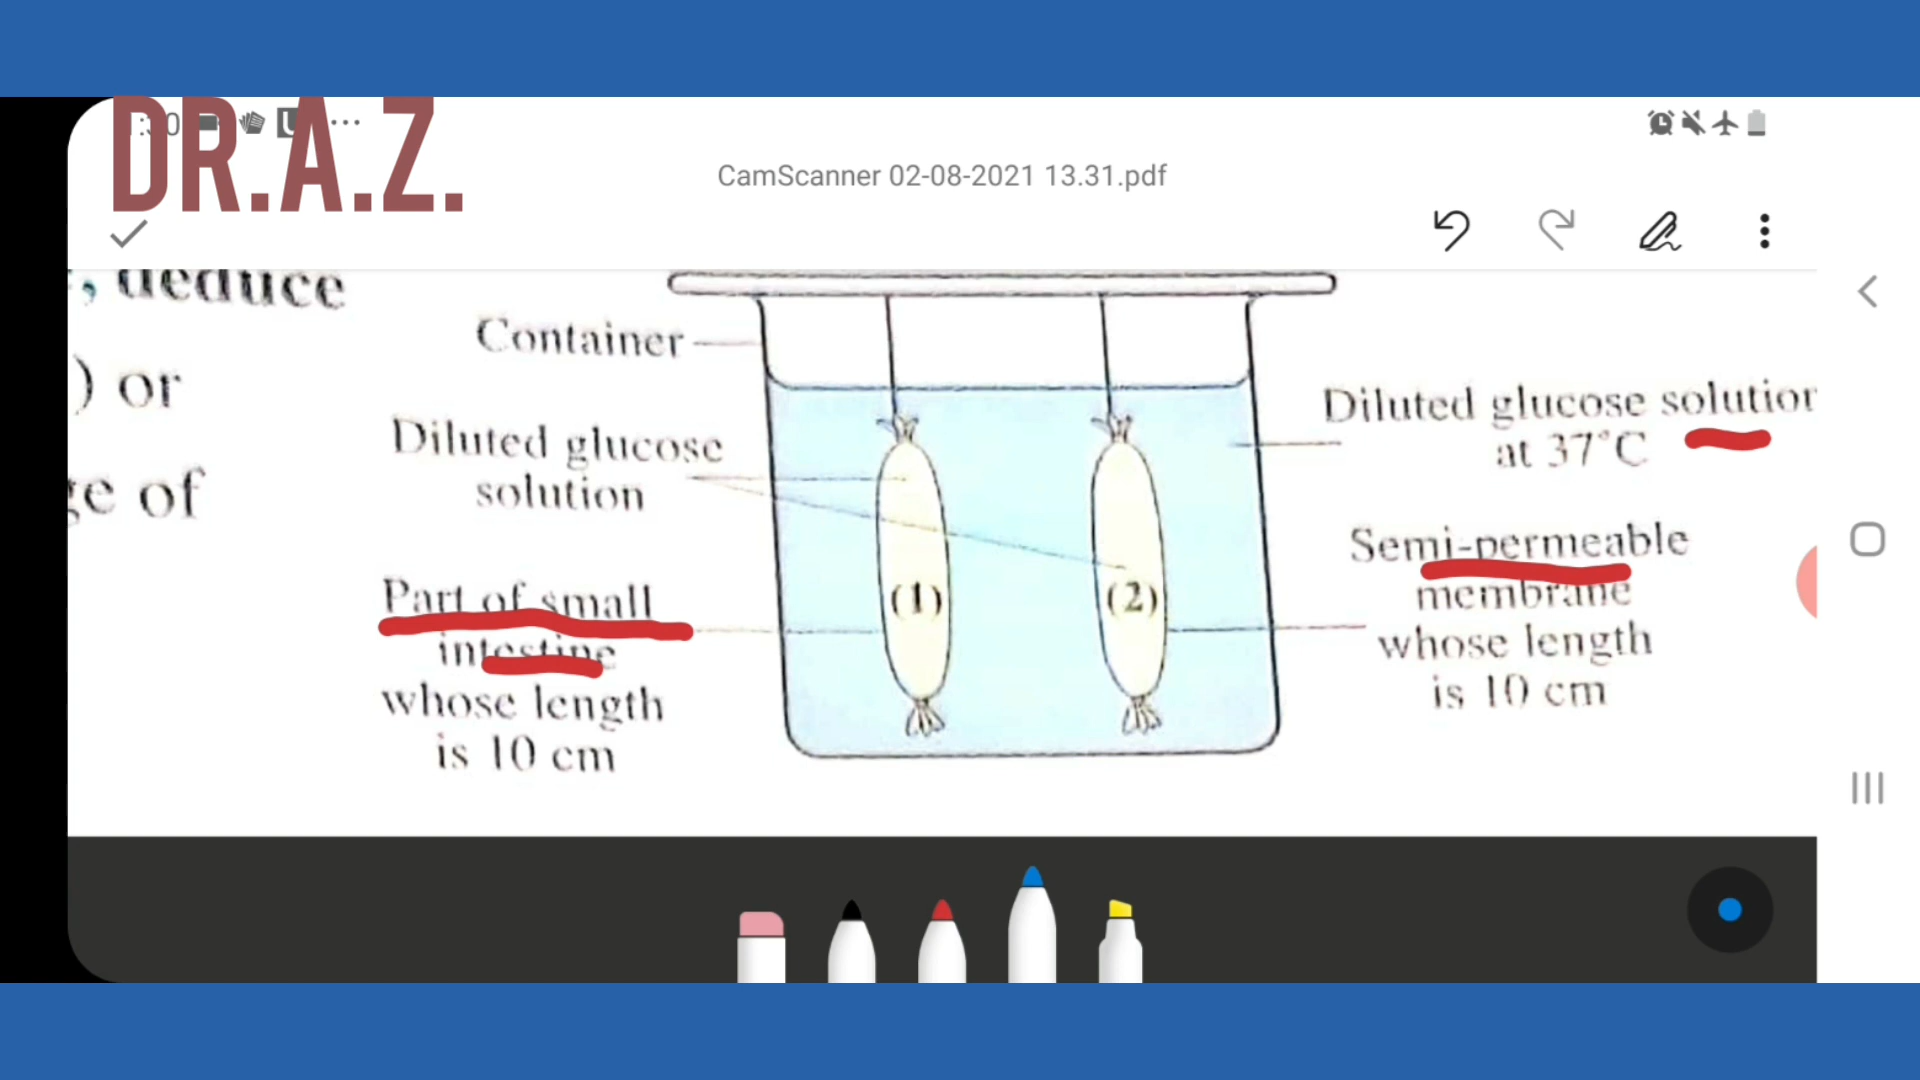 DR.A.Z.
CamScanner 02-08-2021 13.31.pdf
, deduce
) or
ge of
Container
Diluted glucose
solution
Part of small
intestine
whose length
is 10 cm
(1)
(2)
Diluted glucose solution
at 37°C
Semi-permeable
membrane
whose length
is 10 cm